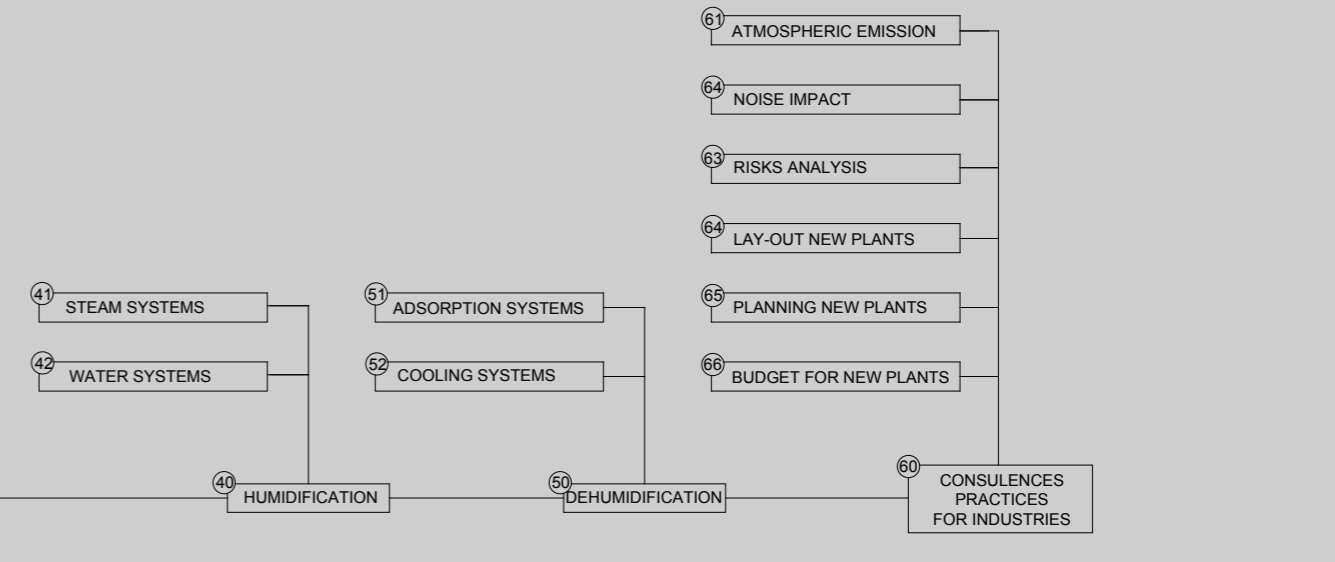 61
ATMOSPHERIC EMISSION
64
NOISE IMPACT
63
RISKS ANALYSIS
64
LAY-OUT NEW PLANTS
41
STEAM SYSTEMS
51
ADSORPTION SYSTEMS
65
PLANNING NEW PLANTS
42
WATER SYSTEMS
52
COOLING SYSTEMS
66
BUDGET FOR NEW PLANTS
40
HUMIDIFICATION
50
DEHUMIDIFICATION
60
CONSULENCES
PRACTICES
FOR INDUSTRIES